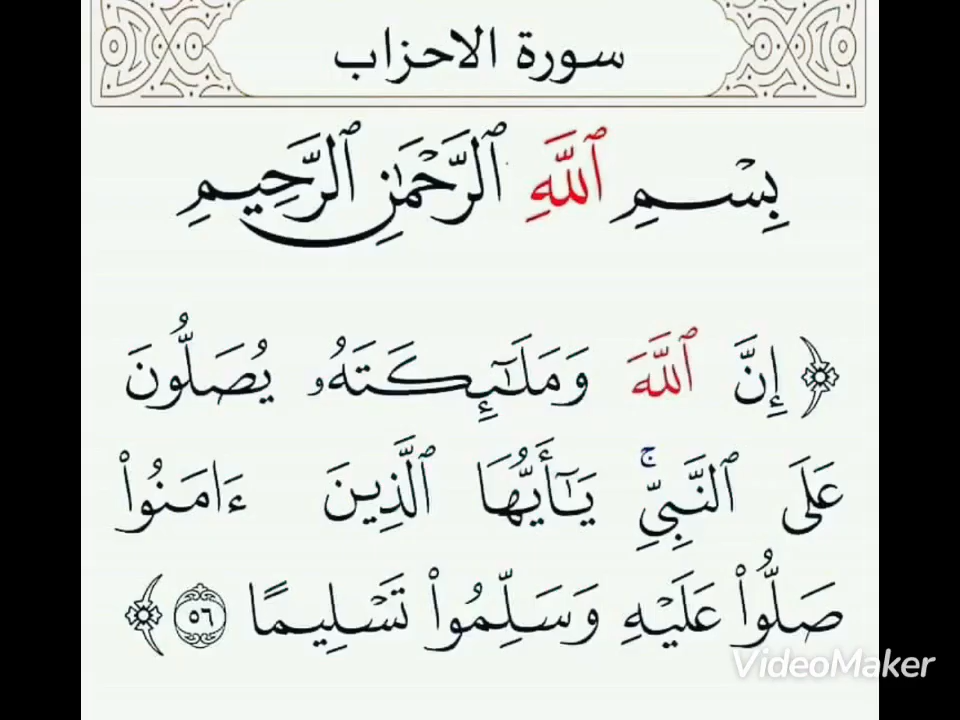 سورة الاحزاب
بِسْمِ ٱللَّهِ ٱلرَّحْمَٰنِ ٱلرَّحِيمِ
﴿ إِنَّ ٱللَّهَ وَمَلَٰٓئِكَتَهُۥ يُصَلُّونَ
عَلَى ٱلنَّبِيِّۚ يَٰٓأَيُّهَا ٱلَّذِينَ ءَامَنُوا۟
صَلُّوا۟ عَلَيْهِ وَسَلِّمُوا۟ تَسْلِيمًا ٥٦ ﴾
VideoMaker